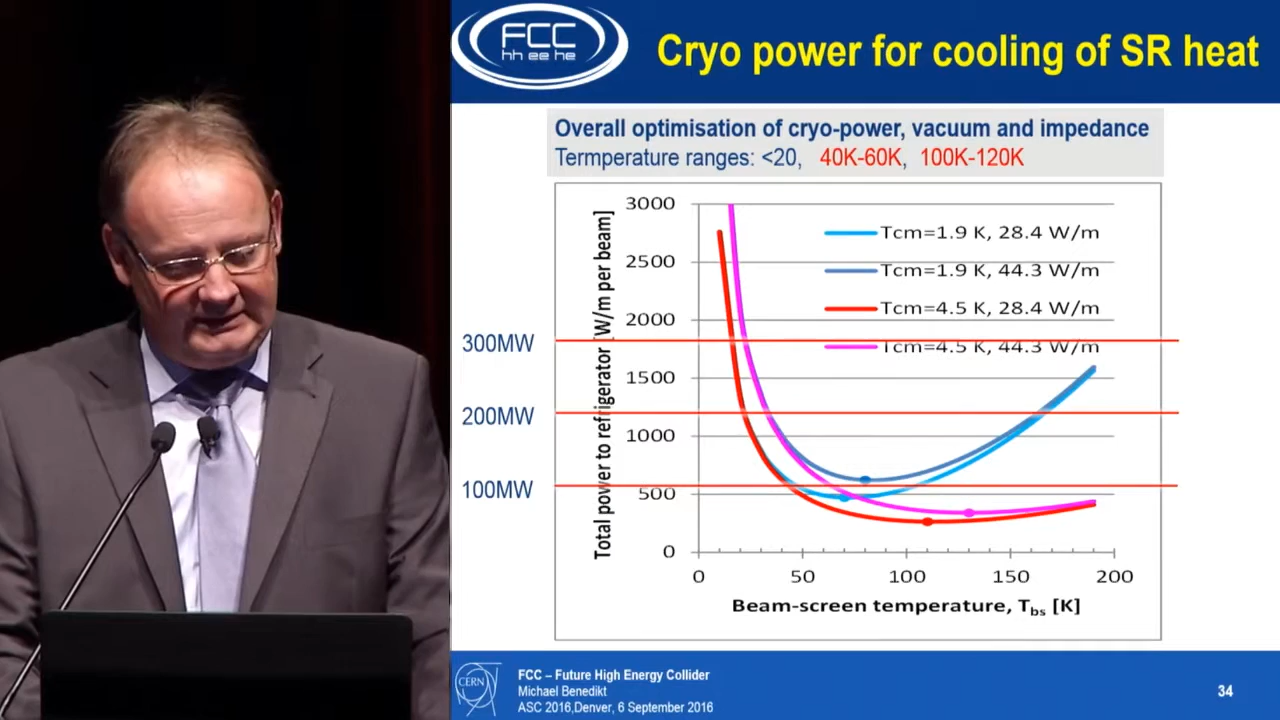 FCC
hh ee he
Cryo power for cooling of SR heat
Overall optimisation of cryo-power, vacuum and impedance
Termperature ranges: <20, 40K-60K, 100K-120K
Total power to refrigerator [W/m per beam]
3000
2500
2000
1500
1000
500
0
300MW
200MW
100MW
Tcm=1.9 K, 28.4 W/m
Tcm=1.9 K, 44.3 W/m
Tcm=4.5 K, 28.4 W/m
Tcm=4.5 K, 44.3 W/m
0 50 100 150 200
Beam-screen temperature, Tbs [K]
CERN
FCC – Future High Energy Collider
Michael Benedikt
ASC 2016,Denver, 6 September 2016
34